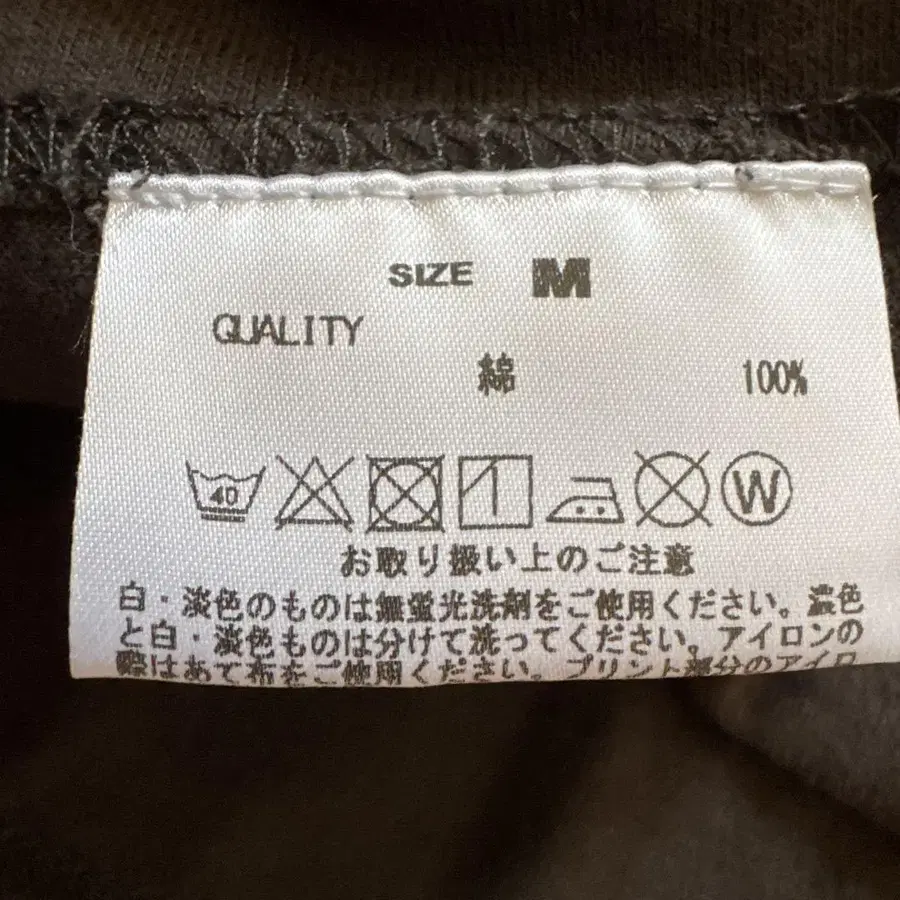 SIZE M
QUALITY
綿 100%
40
W
お取り扱い上のご注意
白・淡色のものは無蛍光洗剤をご使用ください。濃色
と白・淡色ものは分けて洗ってください。アイロンの
際はあて布をご使用ください。プリント部分のアイロ